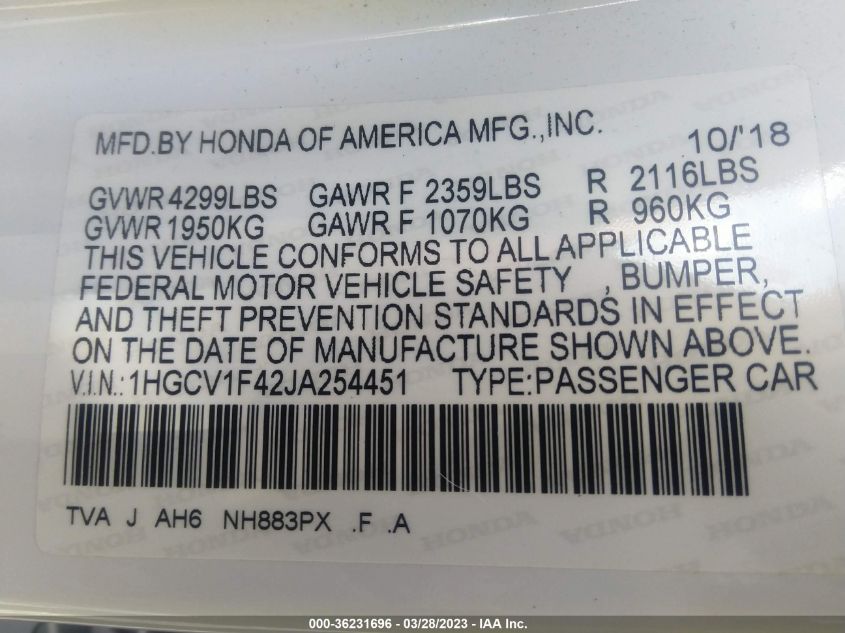 MFD.BY HONDA OF AMERICA MFG.,INC. 10/'18
GVWR 4299LBS GAWR F 2359LBS R 2116LBS
GVWR 1950KG GAWR F 1070KG R 960KG
THIS VEHICLE CONFORMS TO ALL APPLICABLE
FEDERAL MOTOR VEHICLE SAFETY , BUMPER,
AND THEFT PREVENTION STANDARDS IN EFFECT
ON THE DATE OF MANUFACTURE SHOWN ABOVE.
V.I.N.:1HGCV1F42JA254451 TYPE:PASSENGER CAR
TVA J AH6 NH883PX .F .A
000-36231696 - 03/28/2023 - IAA Inc.